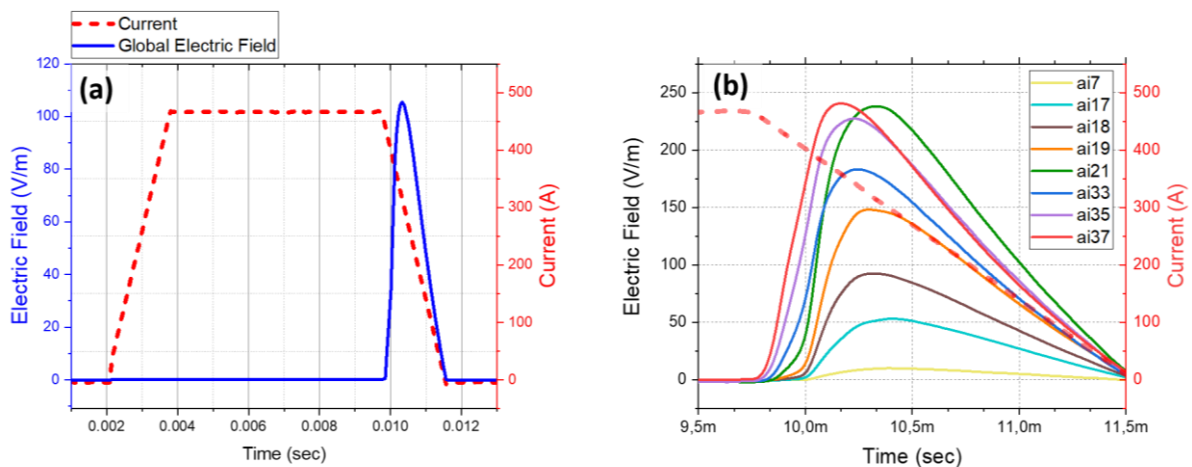 Current
Global Electric Field
(a)
120
100
80
60
40
20
0
Electric Field (V/m)
500
400
300
200
100
0
Current (A)
0.002 0.004 0.006 0.008 0.010 0.012
Time (sec)
(b)
250
200
150
100
50
0
Electric Field (V/m)
ai7
ai17
ai18
ai19
ai21
ai33
ai35
ai37
500
400
300
200
100
0
Current (A)
9,5m 10,0m 10,5m 11,0m 11,5m
Time (sec)